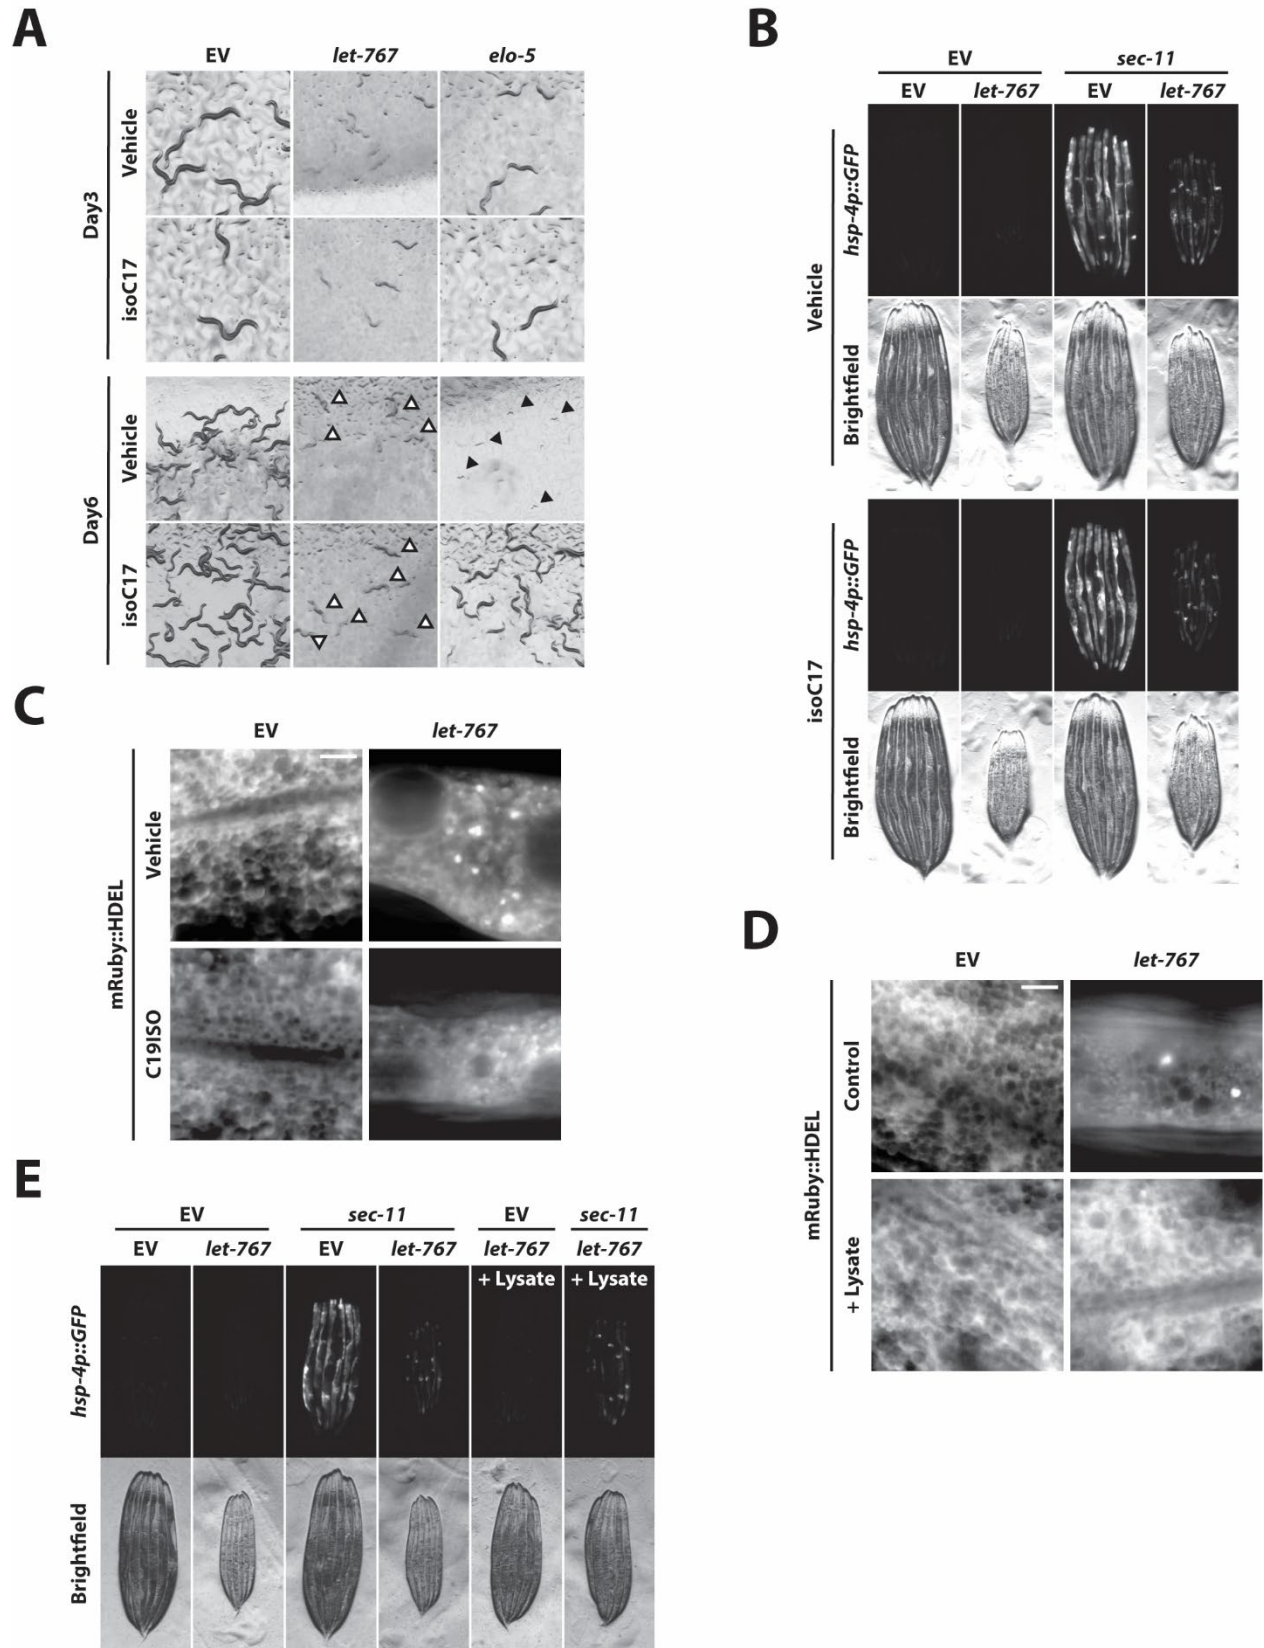 A
EV let-767 elo-5
Day3
Vehicle
isoC17
Day6
Vehicle
isoC17
B
EV sec-11
EV let-767 EV let-767
Vehicle
hsp-4p::GFP
Brightfield
isoC17
hsp-4p::GFP
Brightfield
C
EV let-767
mRuby::HDEL
Vehicle
C19ISO
D
EV let-767
mRuby::HDEL
Control
+ Lysate
E
EV sec-11 EV sec-11
EV let-767 EV let-767 let-767 let-767
+ Lysate + Lysate
hsp-4p::GFP
Brightfield